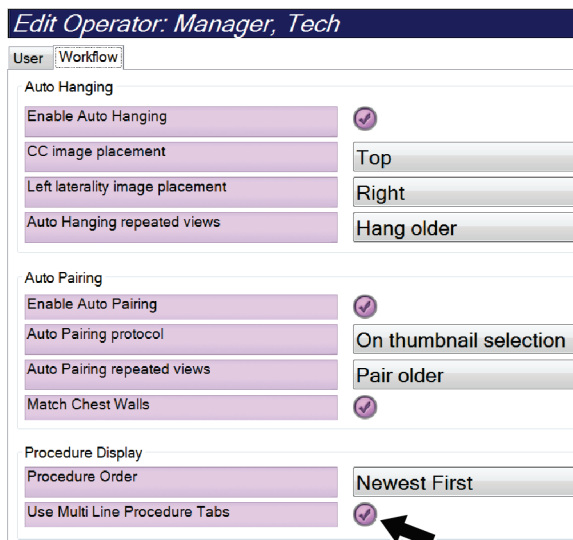 Edit Operator: Manager, Tech
User Workflow
Auto Hanging
Enable Auto Hanging
CC image placement Top
Left laterality image placement Right
Auto Hanging repeated views Hang older
Auto Pairing
Enable Auto Pairing
Auto Pairing protocol On thumbnail selection
Auto Pairing repeated views Pair older
Match Chest Walls
Procedure Display
Procedure Order Newest First
Use Multi Line Procedure Tabs